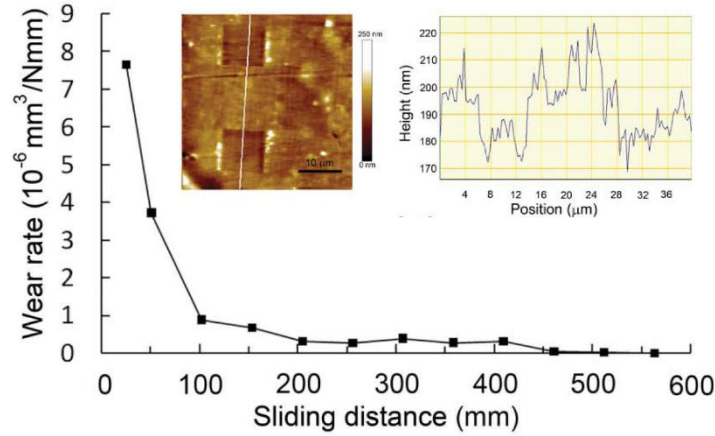 Wear rate (10⁻⁶ mm³/Nmm)
9
8
7
6
5
4
3
2
1
0
0 100 200 300 400 500 600
Sliding distance (mm)
250 nm
0 nm
10 μm
Height (nm)
220
210
200
190
180
170
4 8 12 16 20 24 28 32 36
Position (μm)